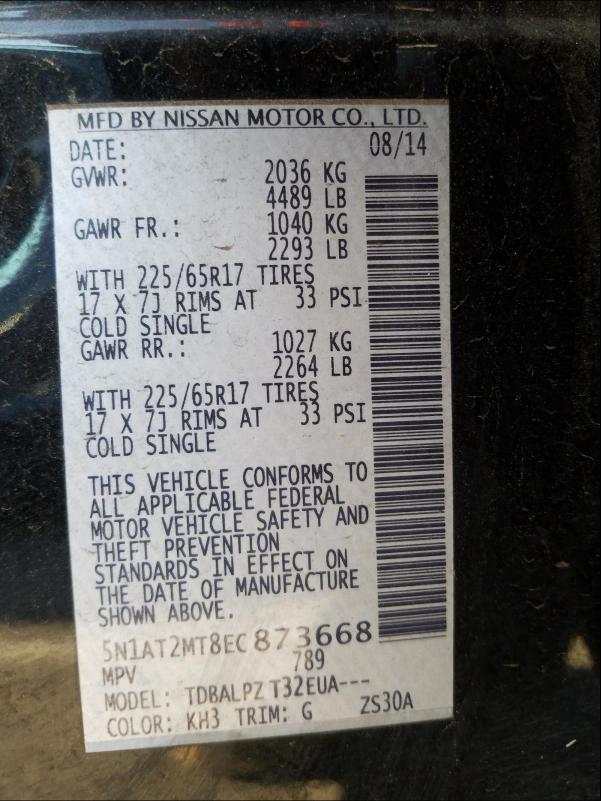 MFD BY NISSAN MOTOR CO., LTD.
DATE: 08/14
GVWR: 2036 KG
4489 LB
GAWR FR.: 1040 KG
2293 LB
WITH 225/65R17 TIRES
17 X 7J RIMS AT 33 PSI
COLD SINGLE
GAWR RR.: 1027 KG
2264 LB
WITH 225/65R17 TIRES
17 X 7J RIMS AT 33 PSI
COLD SINGLE
THIS VEHICLE CONFORMS TO
ALL APPLICABLE FEDERAL
MOTOR VEHICLE SAFETY AND
THEFT PREVENTION
STANDARDS IN EFFECT ON
THE DATE OF MANUFACTURE
SHOWN ABOVE.
5N1AT2MT8EC873668
MPV 789
MODEL: TDBALPZ T32EUA---
COLOR: KH3 TRIM: G ZS30A